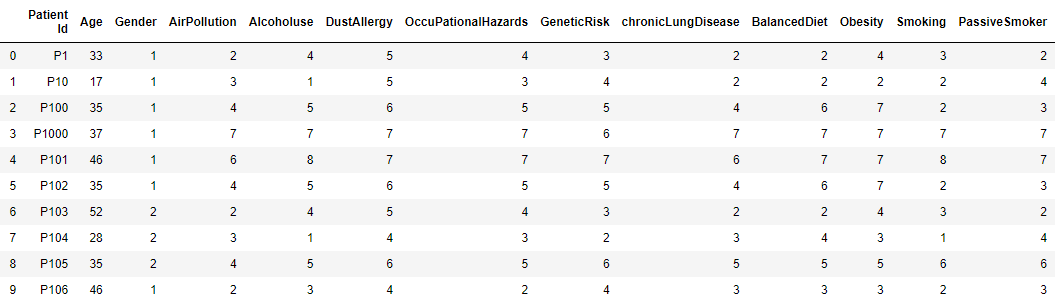 Patient Id Age Gender AirPollution Alcoholuse DustAllergy OccuPationalHazards GeneticRisk chronicLungDisease BalancedDiet Obesity Smoking PassiveSmoker
0 P1 33 1 2 4 5 4 3 2 2 4 3 2
1 P10 17 1 3 1 5 3 4 2 2 2 2 4
2 P100 35 1 4 5 6 5 5 4 6 7 2 3
3 P1000 37 1 7 7 7 7 6 7 7 7 7 7
4 P101 46 1 6 8 7 7 7 6 7 7 8 7
5 P102 35 1 4 5 6 5 5 4 6 7 2 3
6 P103 52 2 2 4 5 4 3 2 2 4 3 2
7 P104 28 2 3 1 4 3 2 3 4 3 1 4
8 P105 35 2 4 5 6 5 6 5 5 5 6 6
9 P106 46 1 2 3 4 2 4 3 3 3 2 3